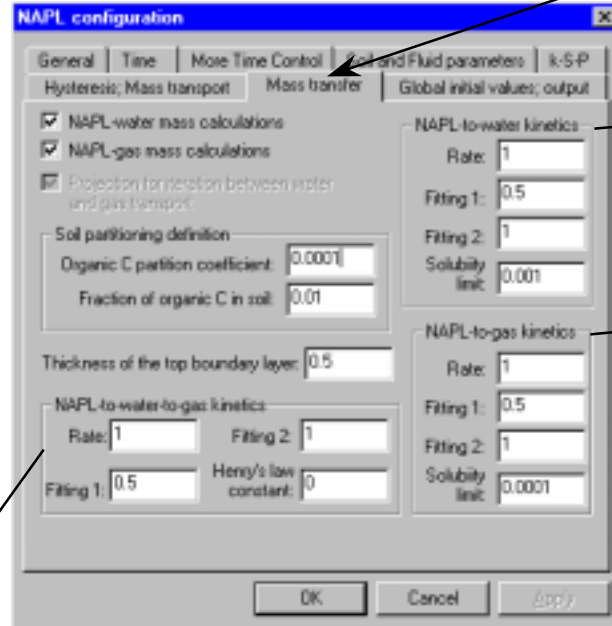 NAPL configuration
General Time More Time Control Soil and Fluid parameters k-S-P
Hysteresis; Mass transport Mass transfer Global initial values; output
NAPL-water mass calculations
NAPL-gas mass calculations
Projection for iteration between water
and gas transport
Soil partitioning definition
Organic C partition coefficient: 0.0001
Fraction of organic C in soil: 0.01
Thickness of the top boundary layer: 0.5
NAPL-to-water-to-gas kinetics
Rate: 1 Fitting 2: 1
Fitting 1: 0.5 Henry's law constant: 0
NAPL-to-water kinetics
Rate: 1
Fitting 1: 0.5
Fitting 2: 1
Solubility limit: 0.001
NAPL-to-gas kinetics
Rate: 1
Fitting 1: 0.5
Fitting 2: 1
Solubility limit: 0.0001
OK Cancel Apply